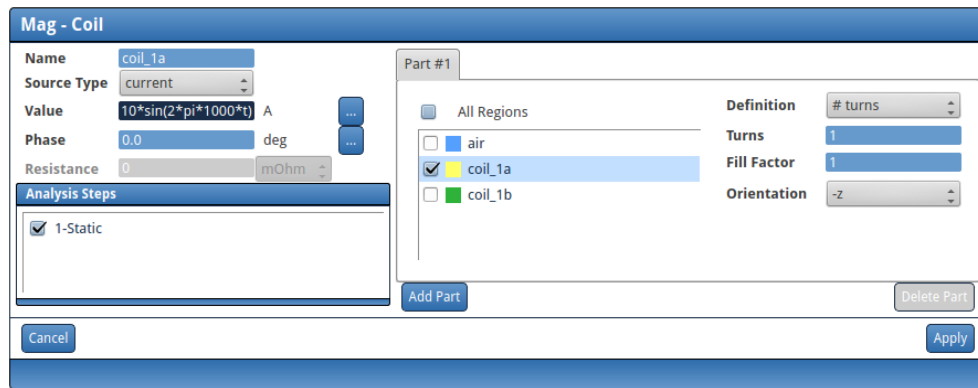 Mag - Coil
Name coil_1a
Source Type current
Value 10*sin(2*pi*1000*t) A ...
Phase 0.0 deg ...
Resistance 0 mOhm
Analysis Steps
1-Static
Part #1
All Regions
air
coil_1a
coil_1b
Definition # turns
Turns 1
Fill Factor 1
Orientation -z
Add Part Delete Part
Cancel Apply